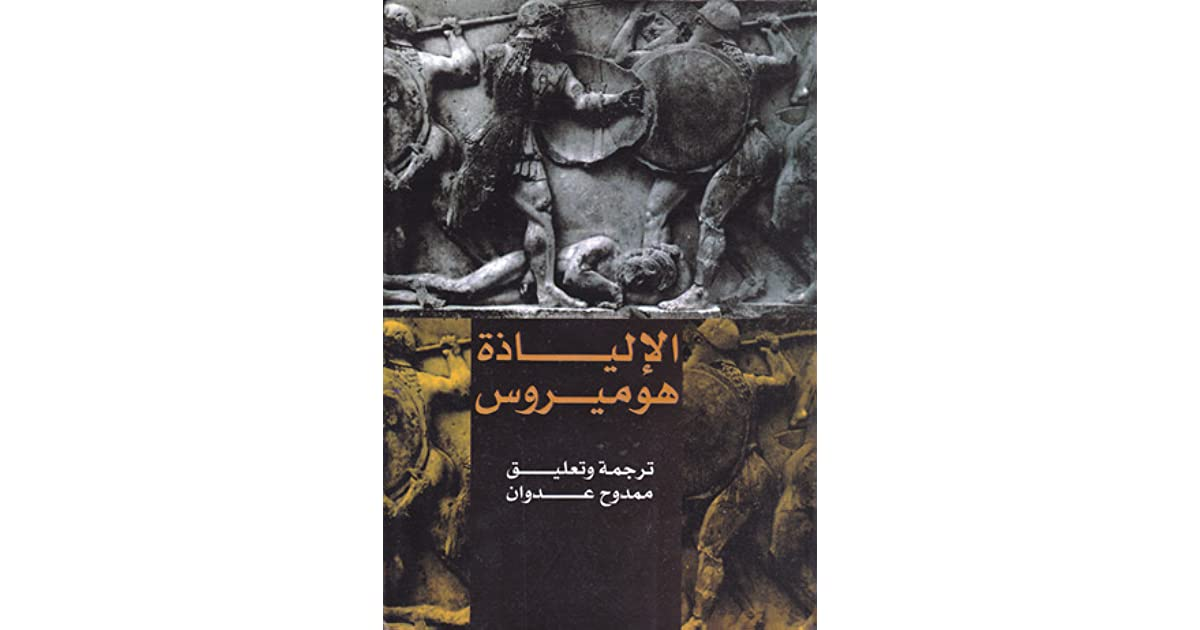 الإلياذة
هوميروس
ترجمة وتعليق
ممدوح عدوان